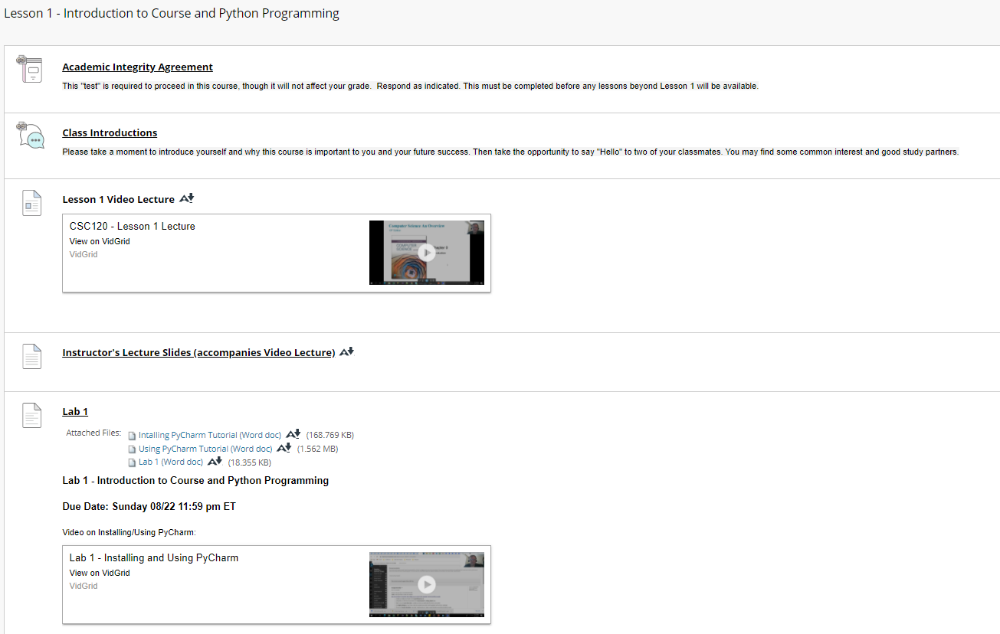 Lesson 1 - Introduction to Course and Python Programming
Academic Integrity Agreement
This "test" is required to proceed in this course, though it will not affect your grade.  Respond as indicated. This must be completed before any lessons beyond Lesson 1 will be available.
Class Introductions
Please take a moment to introduce yourself and why this course is important to you and your future success. Then take the opportunity to say "Hello" to two of your classmates. You may find some common interest and good study partners.
Lesson 1 Video Lecture
CSC120 - Lesson 1 Lecture
View on VidGrid
VidGrid
Computer Science An Overview
COMPUTER
SCIENCE
Instructor's Lecture Slides (accompanies Video Lecture)
Lab 1
Attached Files:
Intalling PyCharm Tutorial (Word doc) (168.769 KB)
Using PyCharm Tutorial (Word doc) (1.562 MB)
Lab 1 (Word doc) (18.355 KB)
Lab 1 - Introduction to Course and Python Programming
Due Date: Sunday 08/22 11:59 pm ET
Video on Installing/Using PyCharm:
Lab 1 - Installing and Using PyCharm
View on VidGrid
VidGrid